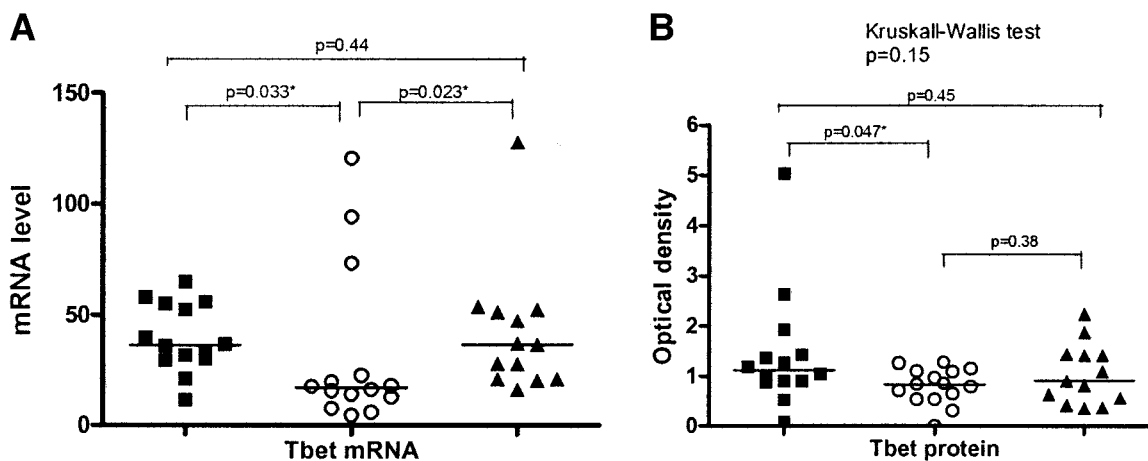 A
p=0.44
p=0.033*
p=0.023*
150
100
50
0
mRNA level
Tbet mRNA
B
Kruskall-Wallis test
p=0.15
p=0.45
p=0.047*
p=0.38
6
5
4
3
2
1
0
Optical density
Tbet protein